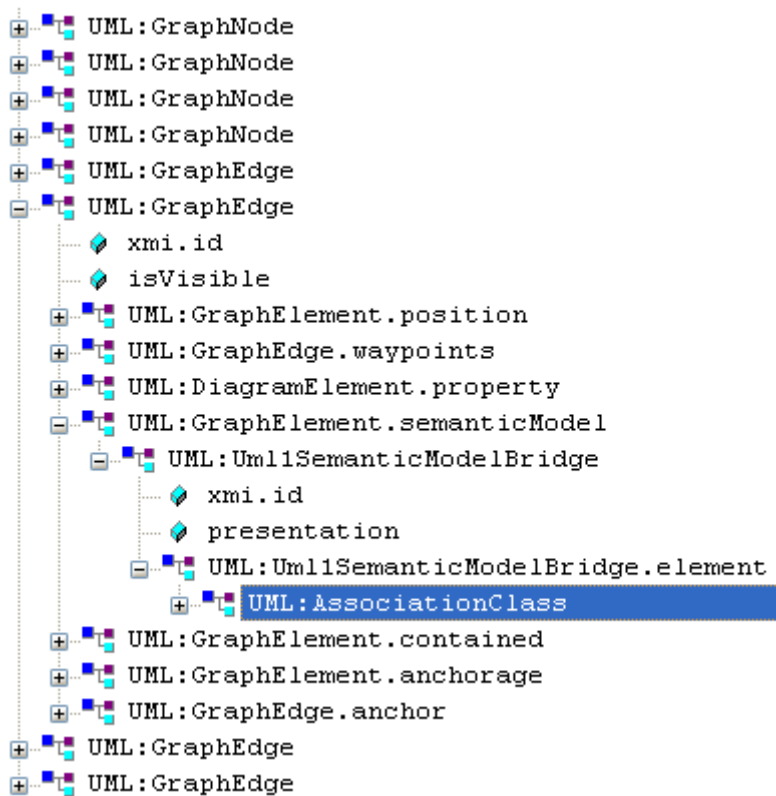 UML:GraphNode
UML:GraphNode
UML:GraphNode
UML:GraphNode
UML:GraphEdge
UML:GraphEdge
xmi.id
isVisible
UML:GraphElement.position
UML:GraphEdge.waypoints
UML:DiagramElement.property
UML:GraphElement.semanticModel
UML:Uml1SemanticModelBridge
xmi.id
presentation
UML:Uml1SemanticModelBridge.element
UML:AssociationClass
UML:GraphElement.contained
UML:GraphElement.anchorage
UML:GraphEdge.anchor
UML:GraphEdge
UML:GraphEdge